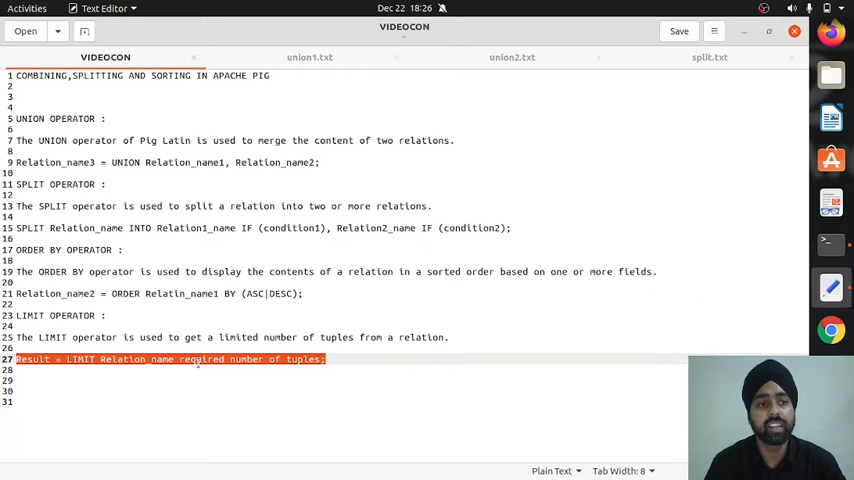 Activities
Text Editor
Dec 22 18:26
Open
VIDEOCON
Save
VIDEOCON
union1.txt
union2.txt
split.txt
1 COMBINING,SPLITTING AND SORTING IN APACHE PIG
2
3
4
5 UNION OPERATOR :
6
7 The UNION operator of Pig Latin is used to merge the content of two relations.
8
9 Relation_name3 = UNION Relation_name1, Relation_name2;
10
11 SPLIT OPERATOR :
12
13 The SPLIT operator is used to split a relation into two or more relations.
14
15 SPLIT Relation_name INTO Relation1_name IF (condition1), Relation2_name IF (condition2);
16
17 ORDER BY OPERATOR :
18
19 The ORDER BY operator is used to display the contents of a relation in a sorted order based on one or more fields.
20
21 Relation_name2 = ORDER Relatin_name1 BY (ASC|DESC);
22
23 LIMIT OPERATOR :
24
25 The LIMIT operator is used to get a limited number of tuples from a relation.
26
27 Result = LIMIT Relation_name required number of tuples;
28
29
30
31
Plain Text
Tab Width: 8